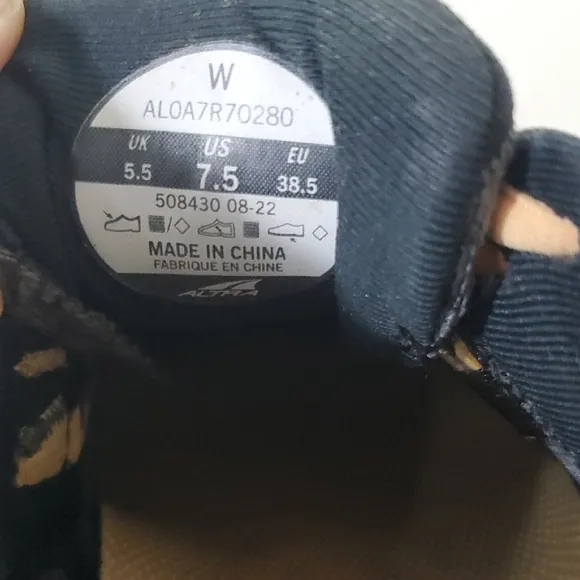 W
AL0A7R70280
UK US EU
5.5 7.5 38.5
508430 08-22
MADE IN CHINA
FABRIQUE EN CHINE
ALTRA